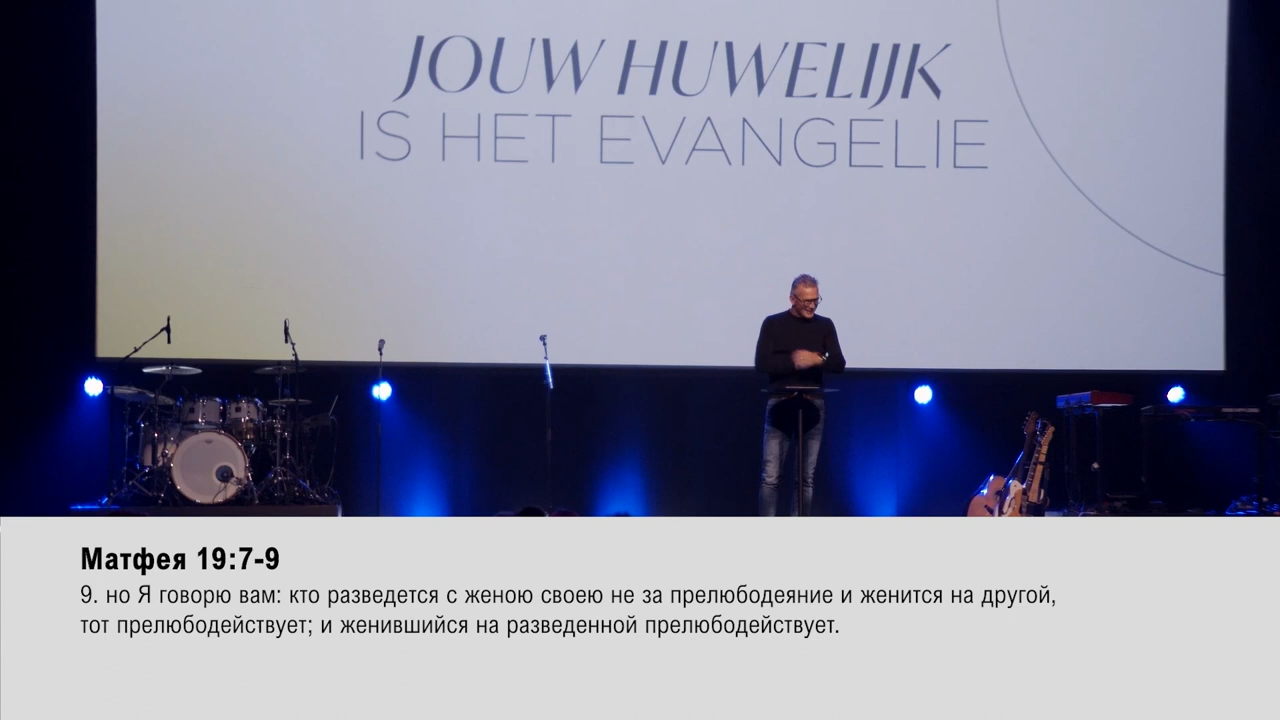 JOUW HUWELIJK
IS HET EVANGELIE
Матфея 19:7-9
9. но Я говорю вам: кто разведется с женою своею не за прелюбодеяние и женится на другой,
тот прелюбодействует; и женившийся на разведенной прелюбодействует.